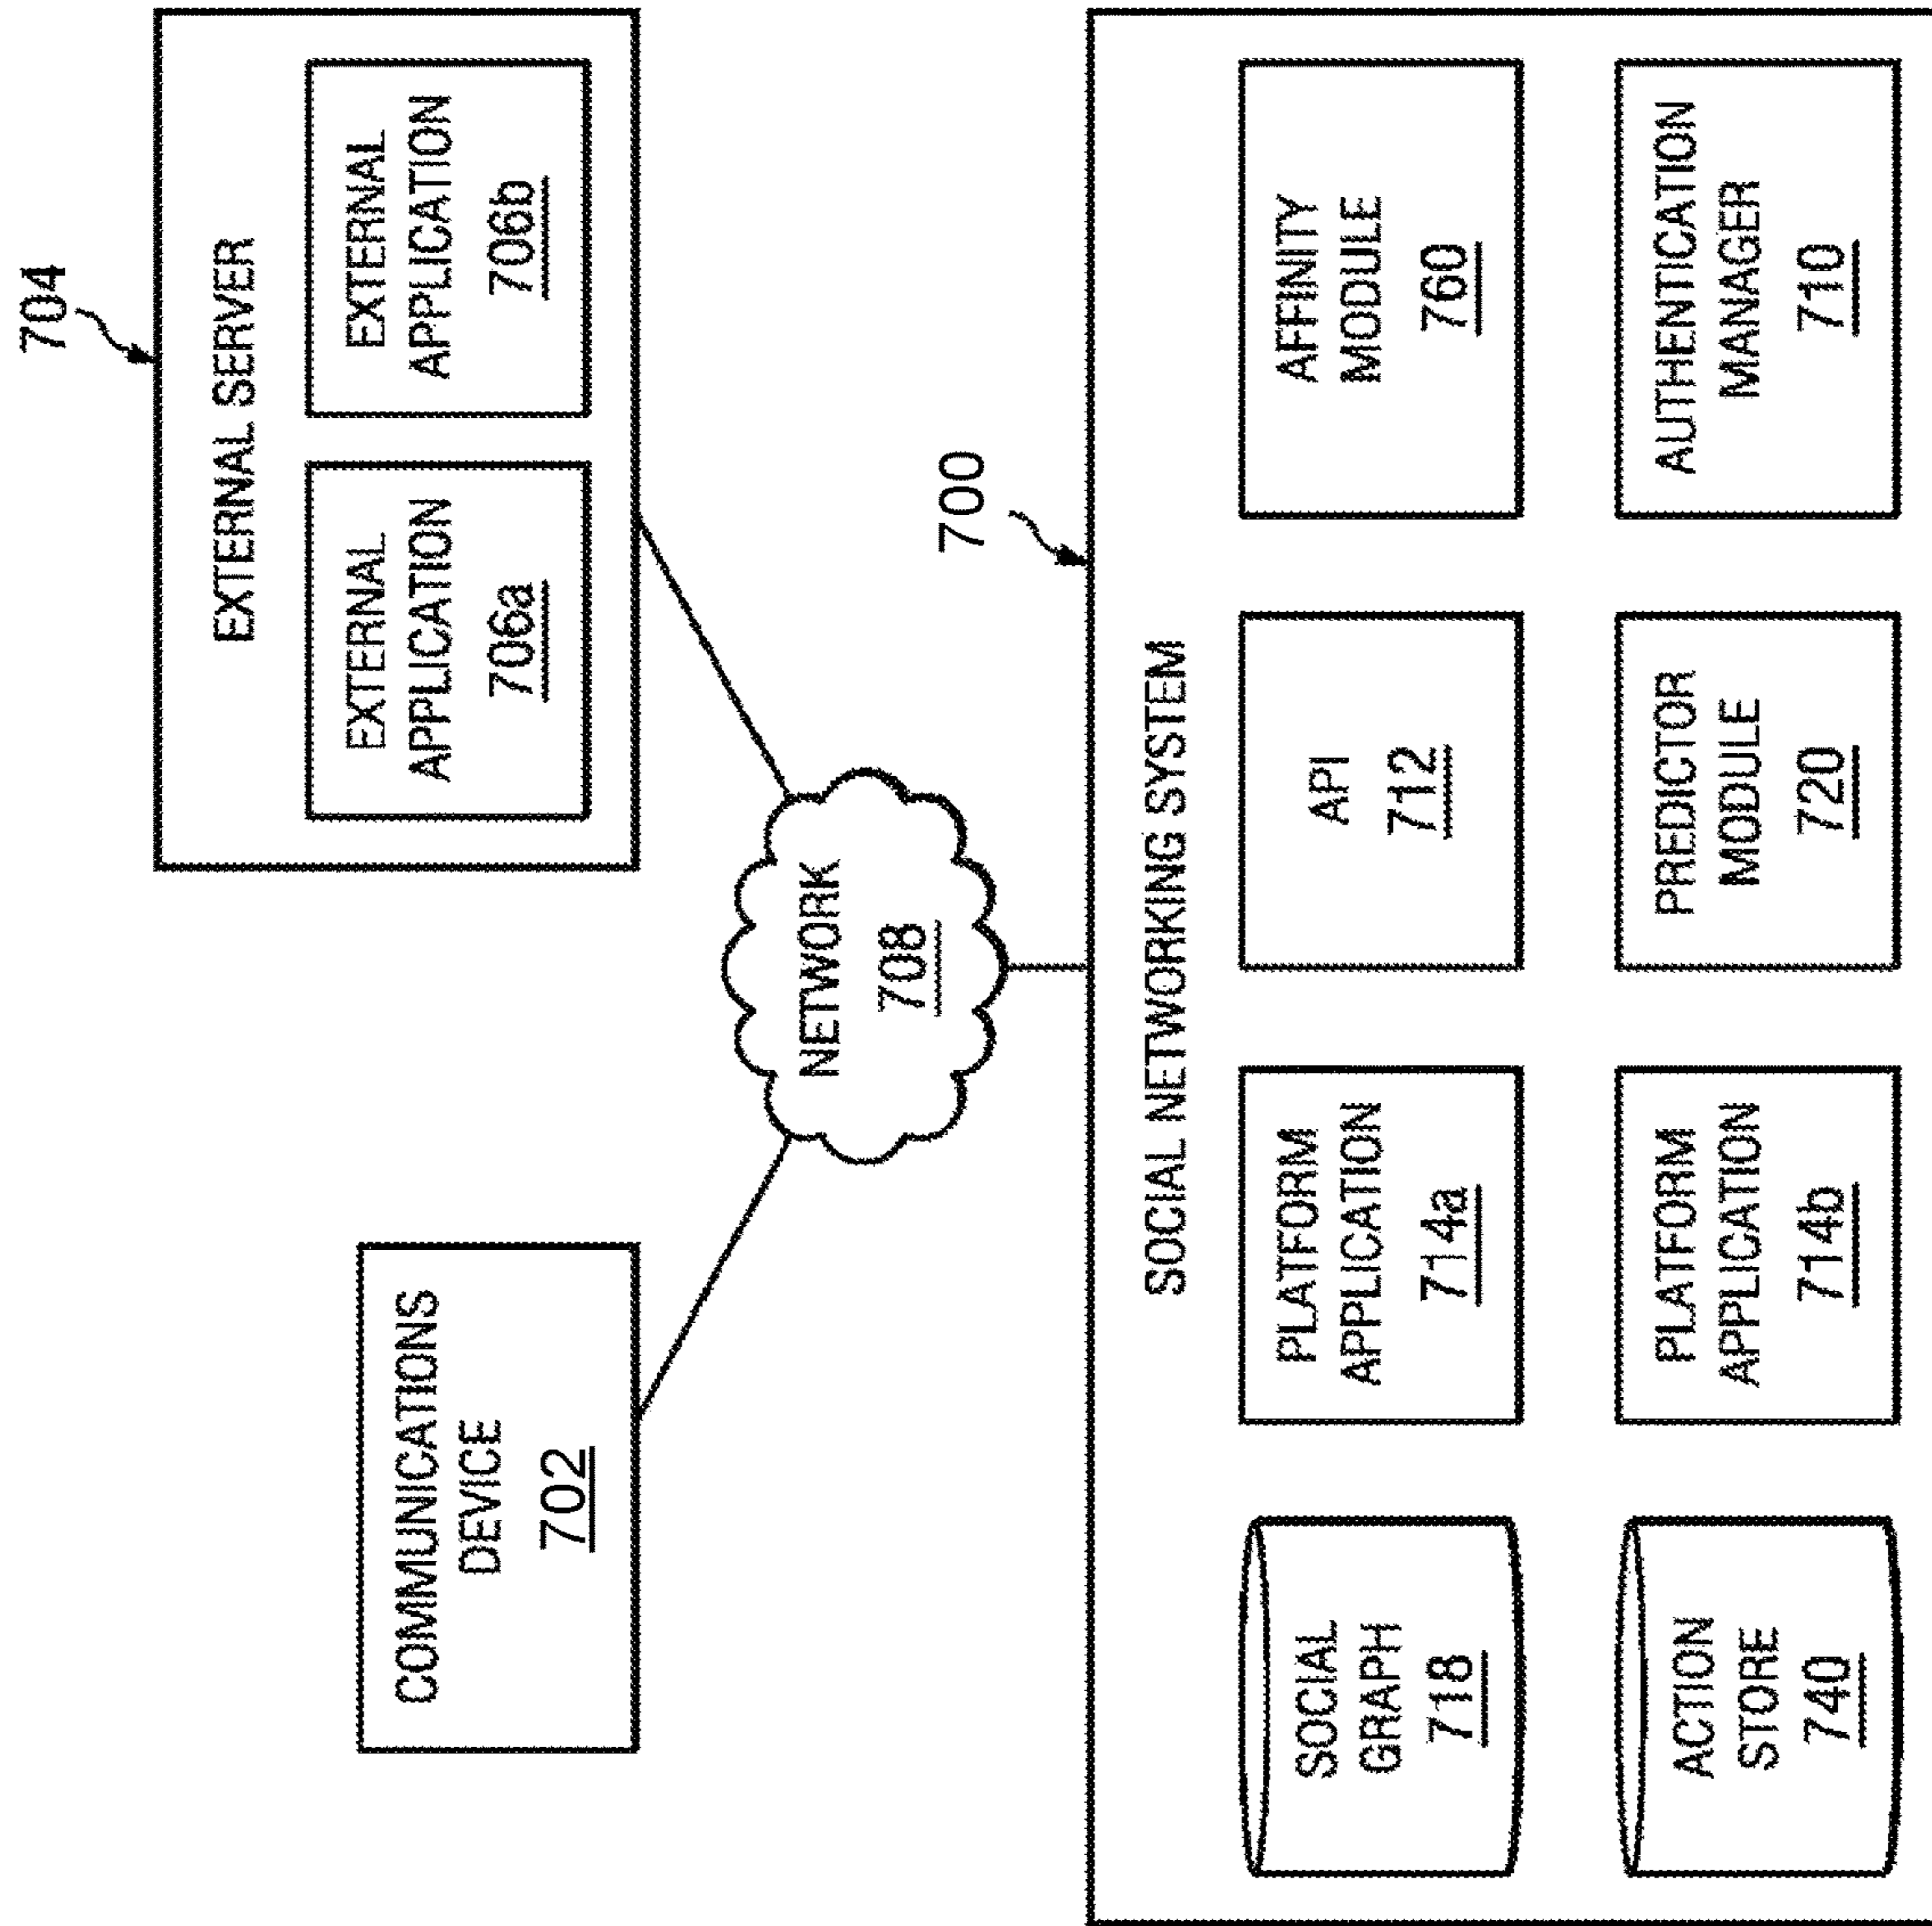 704
EXTERNAL SERVER
EXTERNAL
APPLICATION
706a
EXTERNAL
APPLICATION
706b
COMMUNICATIONS
DEVICE
702
NETWORK
708
700
SOCIAL NETWORKING SYSTEM
SOCIAL
GRAPH
718
PLATFORM
APPLICATION
714a
API
712
AFFINITY
MODULE
760
ACTION
STORE
740
PLATFORM
APPLICATION
714b
PREDICTOR
MODULE
720
AUTHENTICATION
MANAGER
710